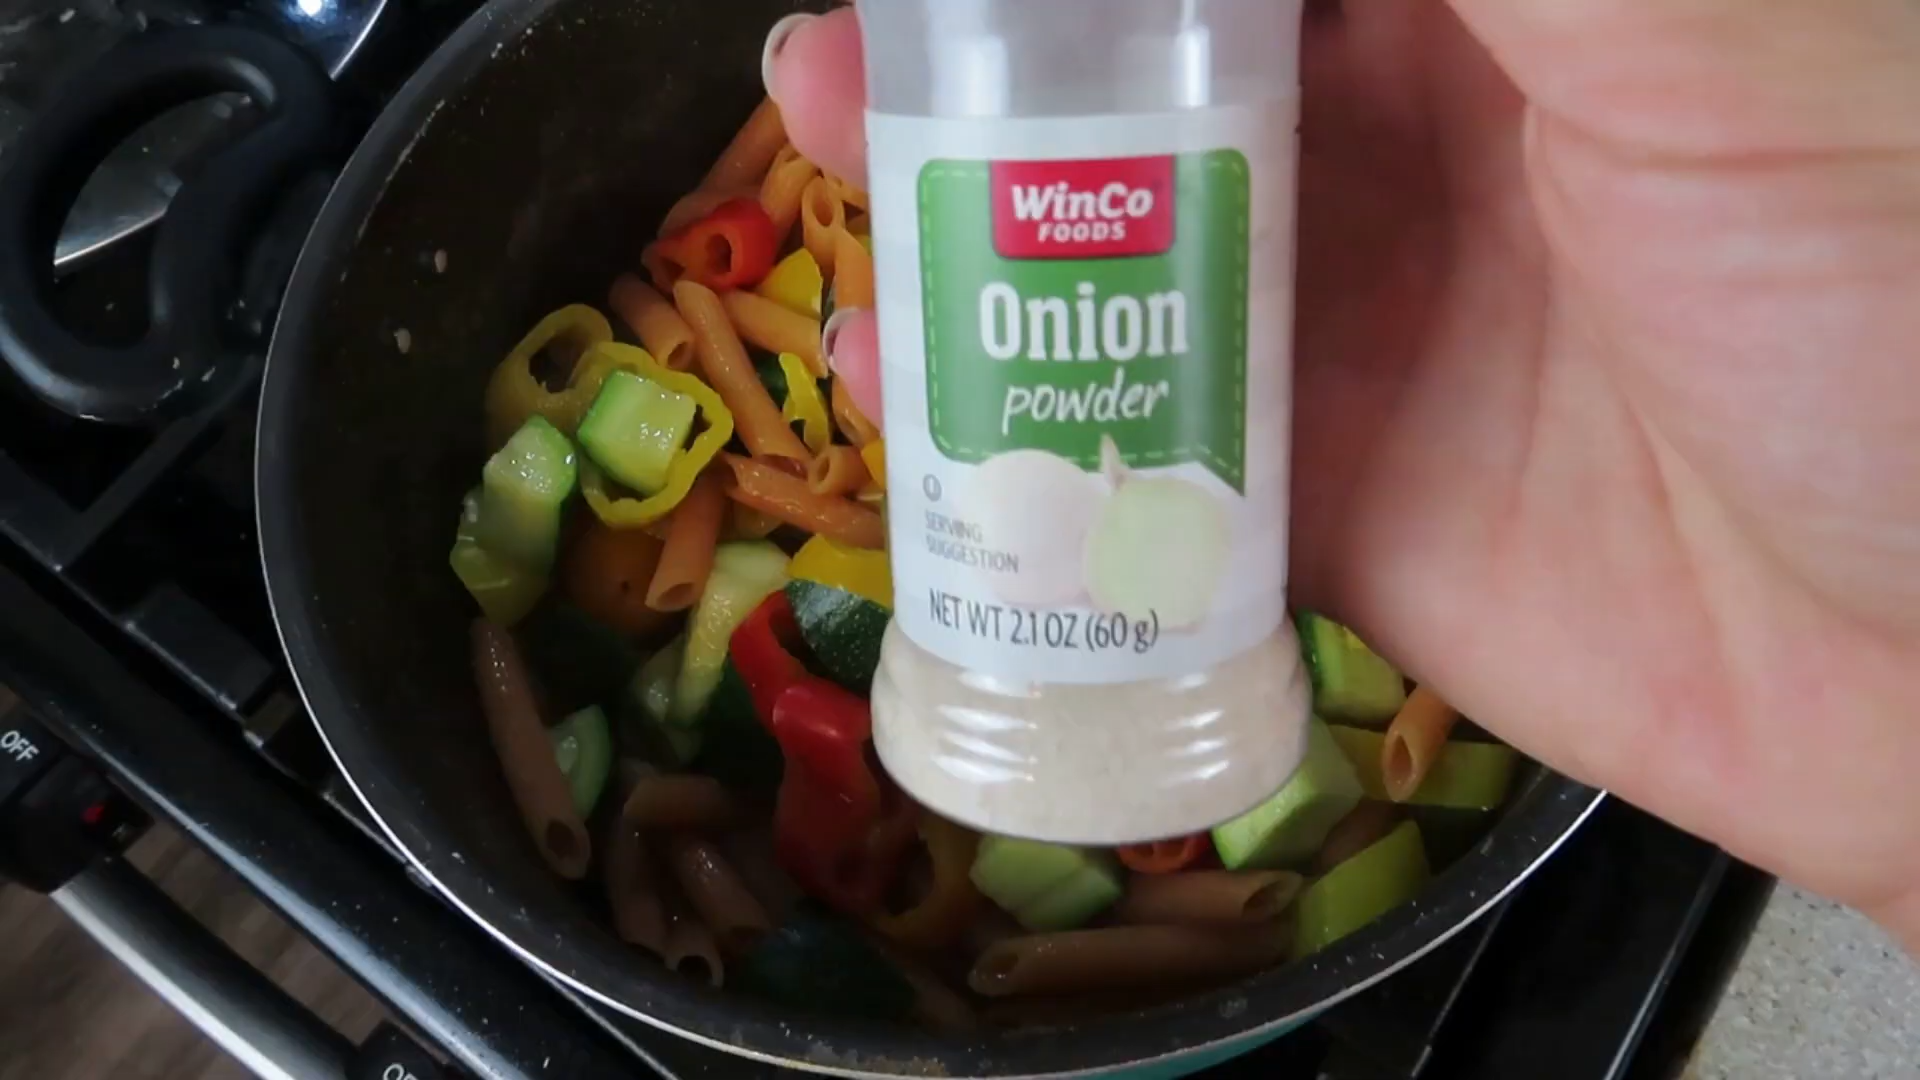 WinCo
FOODS
Onion
powder
SERVING
SUGGESTION
NET WT 2.1 OZ (60 g)
OFF